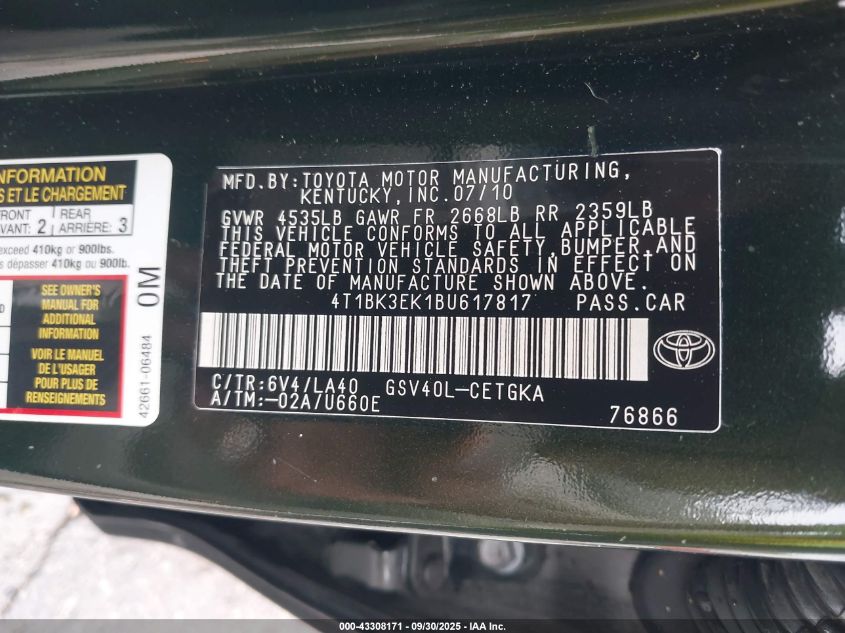 INFORMATION
S ET LE CHARGEMENT
FRONT
AVANT: 2
REAR
ARRIÈRE: 3
exceed 410kg or 900lbs.
s dépasser 410kg ou 900lb.
SEE OWNER'S
MANUAL FOR
ADDITIONAL
INFORMATION
VOIR LE MANUEL
DE L'USAGER
POUR PLUS DE
RENSEIGNEMENTS
0M
42661-06484
MFD.BY:TOYOTA MOTOR MANUFACTURING,
KENTUCKY,INC.07/10
GVWR 4535LB GAWR FR 2668LB RR 2359LB
THIS VEHICLE CONFORMS TO ALL APPLICABLE
FEDERAL MOTOR VEHICLE SAFETY,BUMPER,AND
THEFT PREVENTION STANDARDS IN EFFECT ON
THE DATE OF MANUFACTURE SHOWN ABOVE.
4T1BK3EK1BU617817 PASS.CAR
C/TR:6V4/LA40 GSV40L-CETGKA
A/TM:-02A/U660E
76866
000-43308171 - 09/30/2025 - IAA Inc.